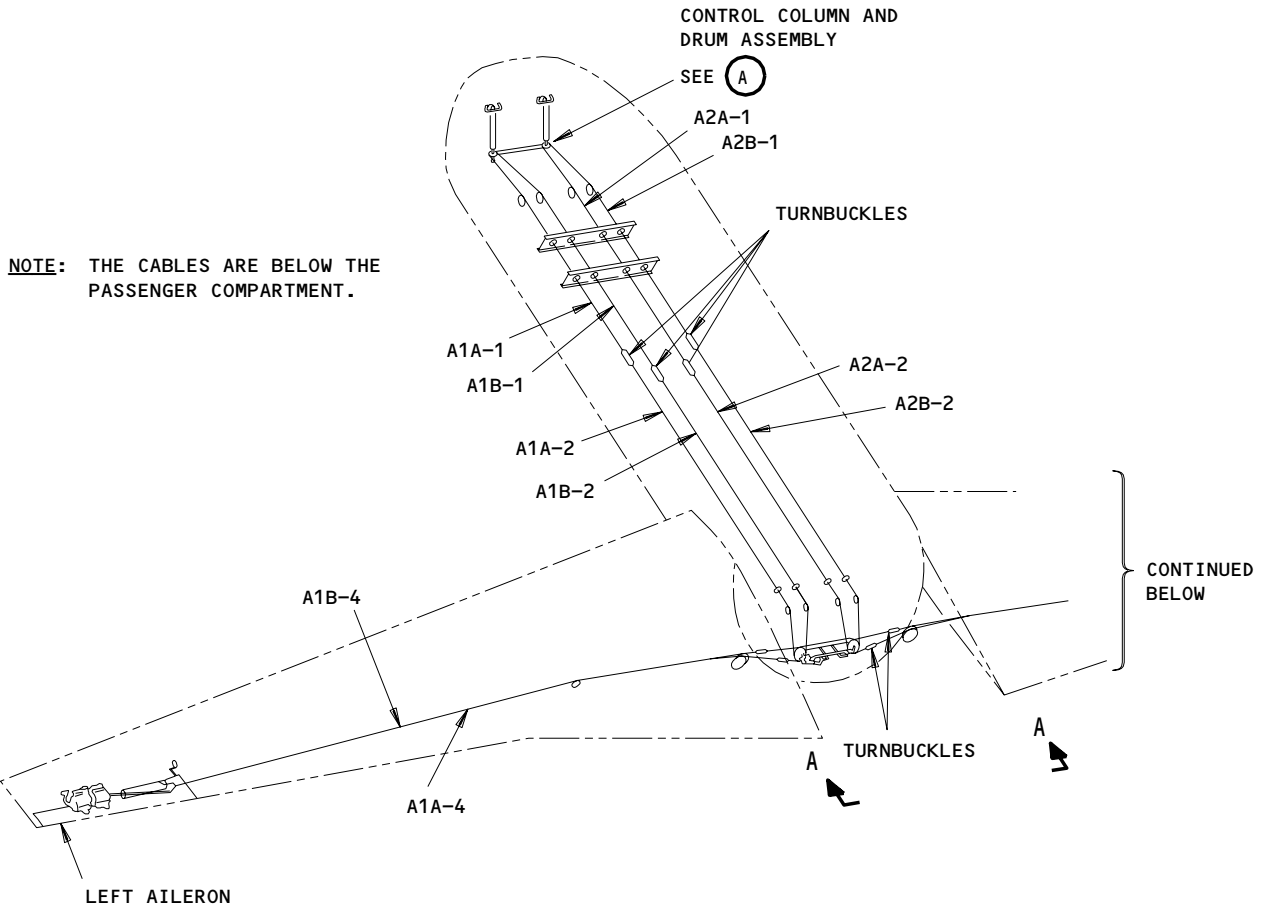 CONTROL COLUMN AND
DRUM ASSEMBLY
SEE A
A2A-1
A2B-1
TURNBUCKLES
NOTE: THE CABLES ARE BELOW THE
PASSENGER COMPARTMENT.
A1A-1
A1B-1
A2A-2
A2B-2
A1A-2
A1B-2
CONTINUED
BELOW
A1B-4
A
TURNBUCKLES
A
A1A-4
LEFT AILERON